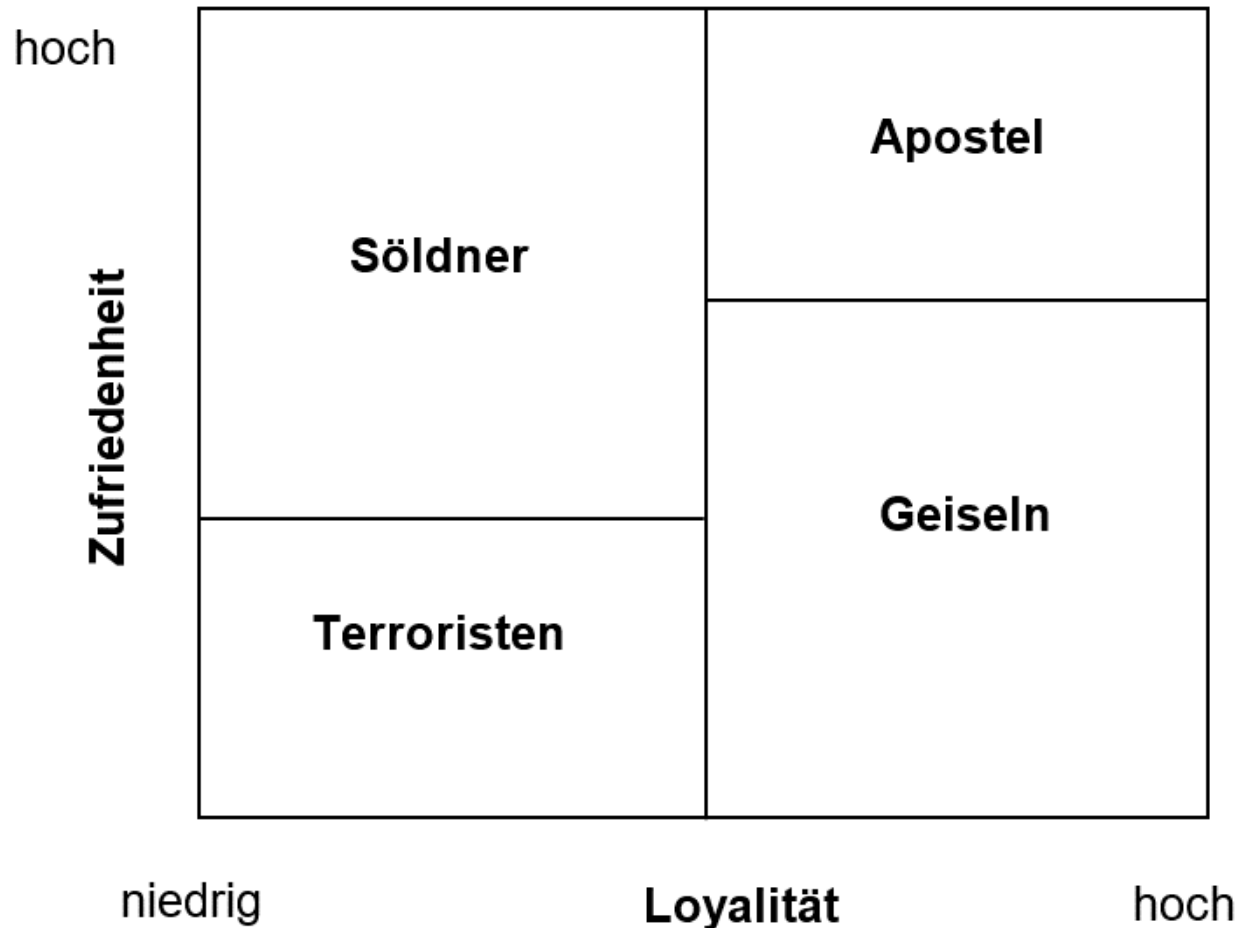 hoch
Apostel
Söldner
Zufriedenheit
Geiseln
Terroristen
niedrig
Loyalität
hoch